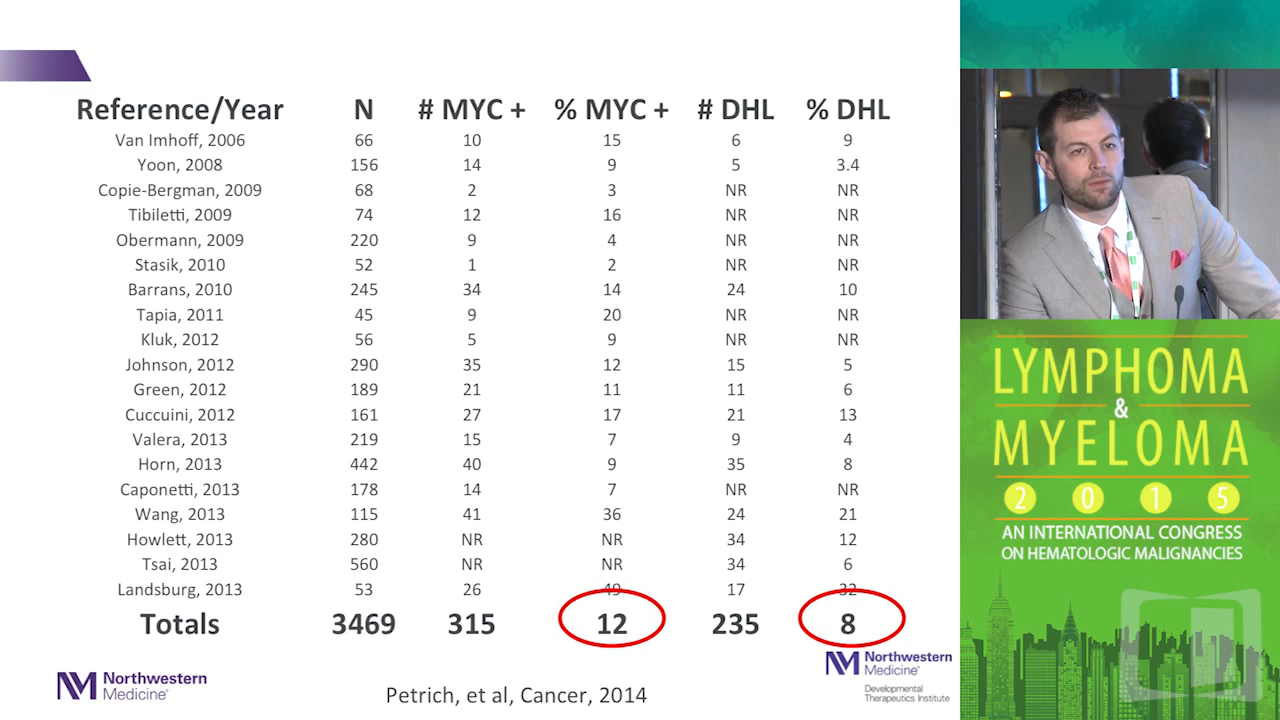 Reference/Year N # MYC + % MYC + # DHL % DHL
Van Imhoff, 2006 66 10 15 6 9
Yoon, 2008 156 14 9 5 3.4
Copie-Bergman, 2009 68 2 3 NR NR
Tibiletti, 2009 74 12 16 NR NR
Obermann, 2009 220 9 4 NR NR
Stasik, 2010 52 1 2 NR NR
Barrans, 2010 245 34 14 24 10
Tapia, 2011 45 9 20 NR NR
Kluk, 2012 56 5 9 NR NR
Johnson, 2012 290 35 12 15 5
Green, 2012 189 21 11 11 6
Cuccuini, 2012 161 27 17 21 13
Valera, 2013 219 15 7 9 4
Horn, 2013 442 40 9 35 8
Caponetti, 2013 178 14 7 NR NR
Wang, 2013 115 41 36 24 21
Howlett, 2013 280 NR NR 34 12
Tsai, 2013 560 NR NR 34 6
Landsburg, 2013 53 26 49 17 32
Totals 3469 315 12 235 8
NM Northwestern
Medicine®
Petrich, et al, Cancer, 2014
NM Northwestern
Medicine®
Developmental
Therapeutics Institute
LYMPHOMA
&
MYELOMA
2015
AN INTERNATIONAL CONGRESS
ON HEMATOLOGIC MALIGNANCIES